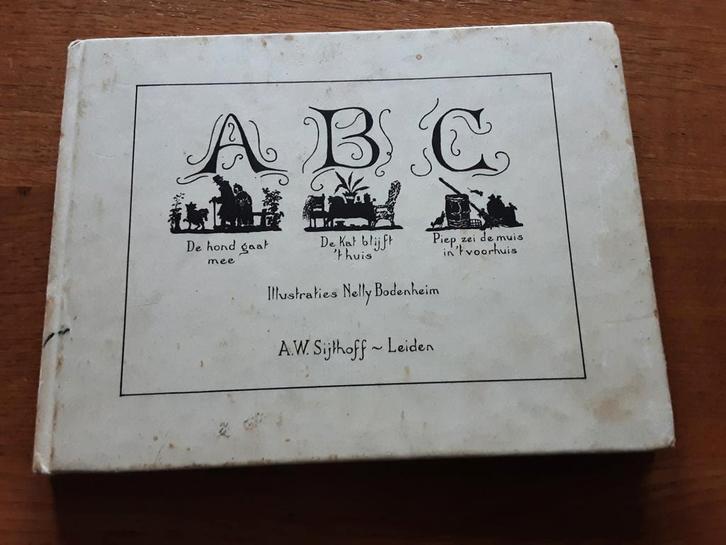 A B C
De hond gaat
mee
De Kat blijft
't huis
Piep zei de muis
in 't voorhuis
Illustraties Nelly Bodenheim
A.W. Sijthoff ~ Leiden